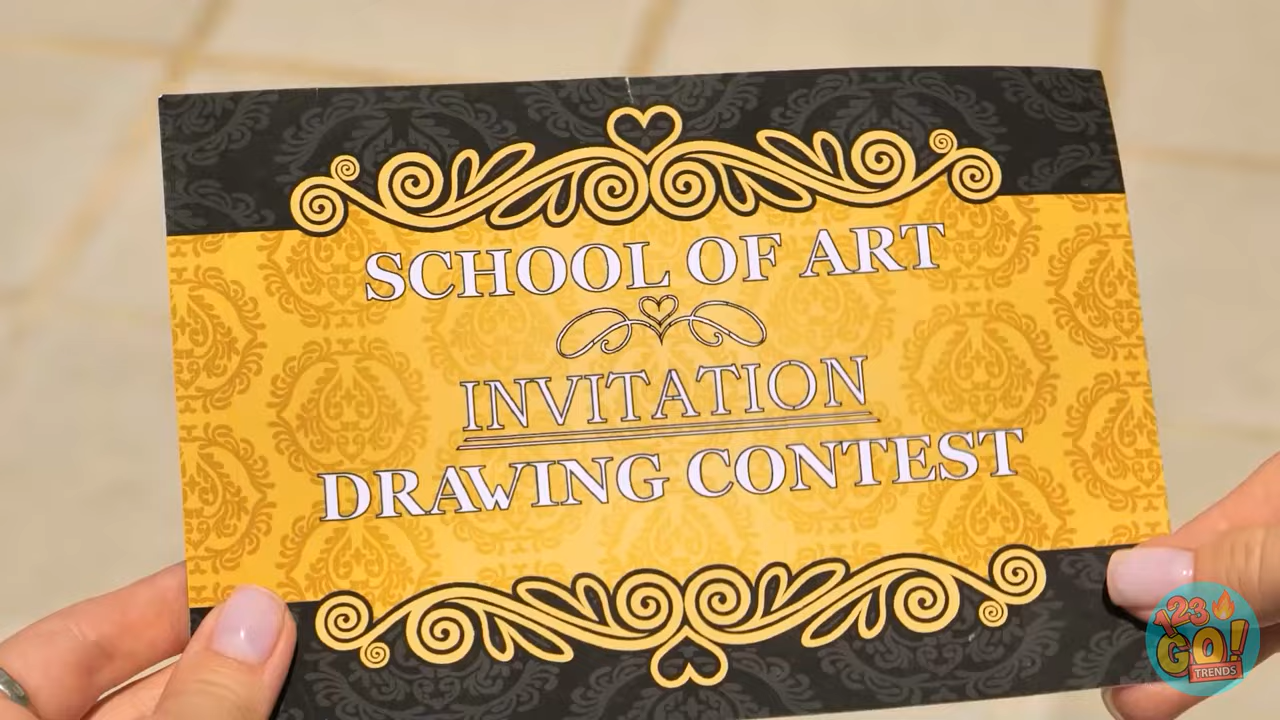 SCHOOL OF ART
INVITATION
DRAWING CONTEST
123
GO!
TRENDS